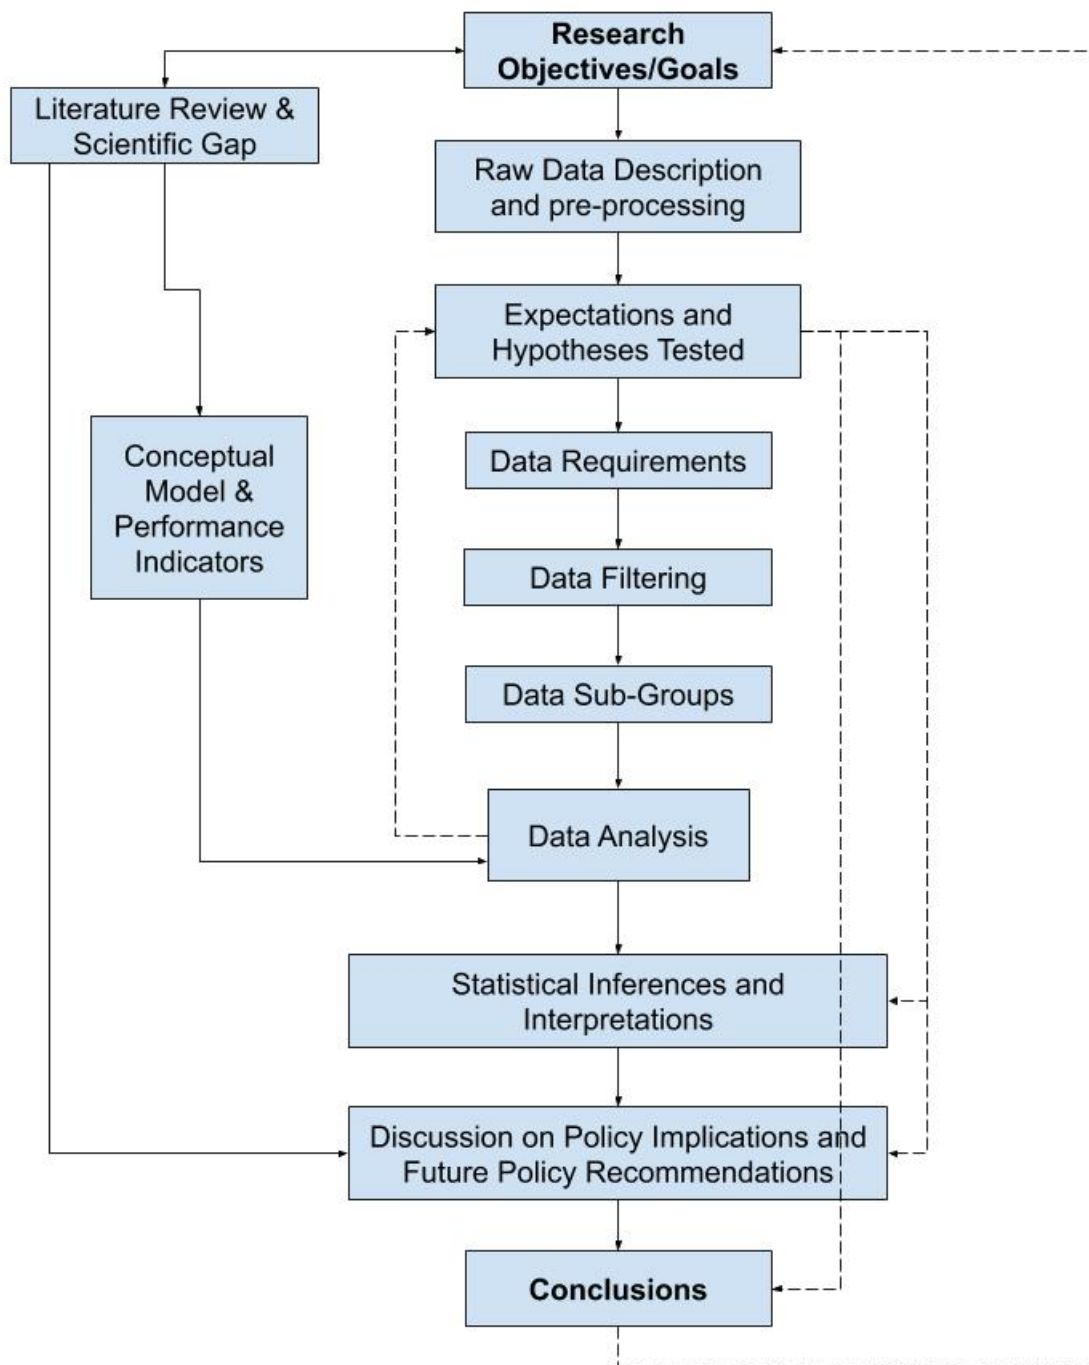 Research
Objectives/Goals
Literature Review &
Scientific Gap
Raw Data Description
and pre-processing
Expectations and
Hypotheses Tested
Conceptual
Model &
Performance
Indicators
Data Requirements
Data Filtering
Data Sub-Groups
Data Analysis
Statistical Inferences and
Interpretations
Discussion on Policy Implications and
Future Policy Recommendations
Conclusions